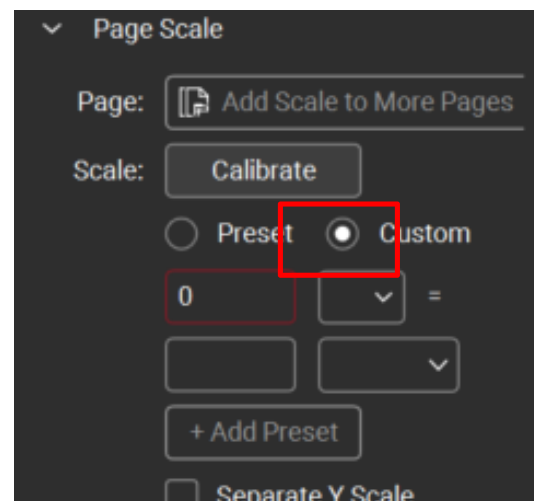 Page Scale
Page: Add Scale to More Pages
Scale: Calibrate
Preset Custom
0 =
+ Add Preset
Separate Y Scale